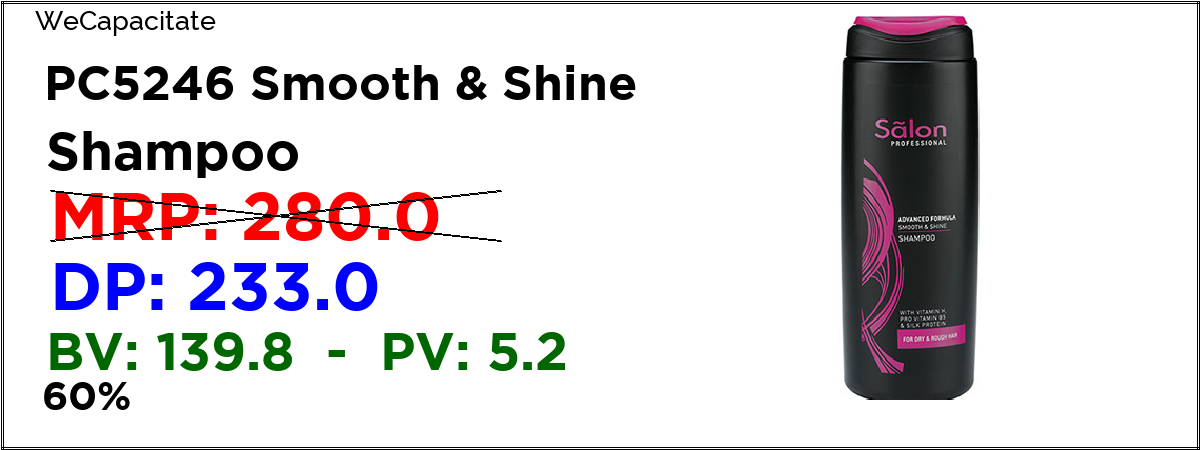 WeCapacitate
PC5246 Smooth & Shine
Shampoo
MRP: 280.0
DP: 233.0
BV: 139.8 - PV: 5.2
60%
Sãlon
PROFESSIONAL
ADVANCED FORMULA
SMOOTH & SHINE
SHAMPOO
WITH VITAMIN H,
PRO VITAMIN B5
& SILK PROTEIN
FOR DRY & ROUGH HAIR